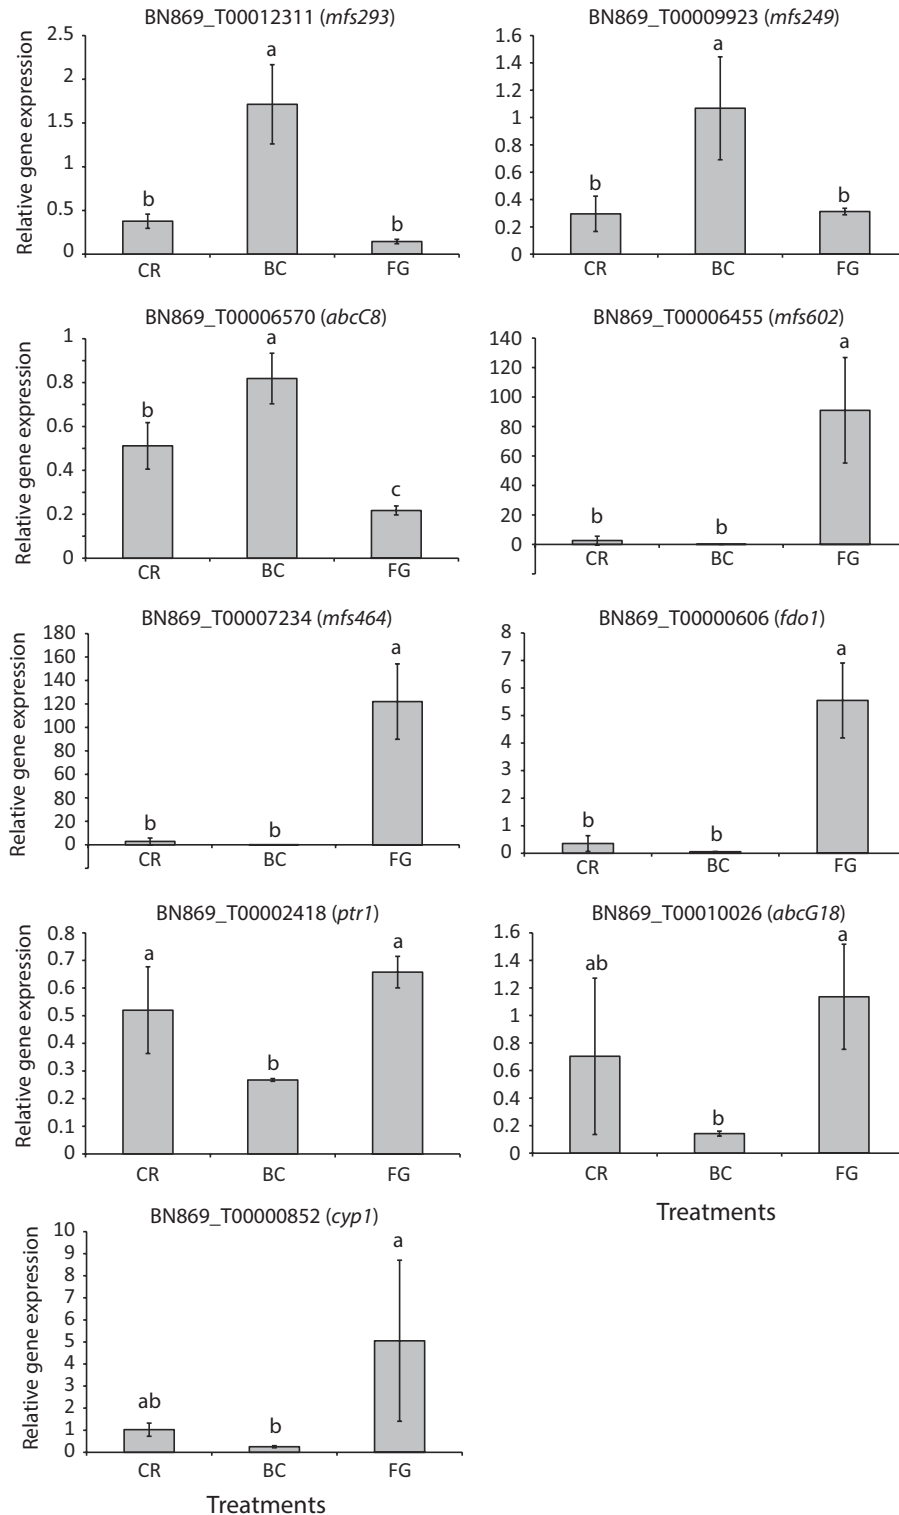 BN869_T00012311 (mfs293)
Relative gene expression
2.5
2
1.5
1
0.5
0
b
a
b
CR
BC
FG
BN869_T00009923 (mfs249)
1.6
1.4
1.2
1
0.8
0.6
0.4
0.2
0
b
a
b
CR
BC
FG
BN869_T00006570 (abcC8)
Relative gene expression
1
0.8
0.6
0.4
0.2
0
b
a
c
CR
BC
FG
BN869_T00006455 (mfs602)
140
120
100
80
60
40
20
0
b
b
a
CR
BC
FG
BN869_T00007234 (mfs464)
Relative gene expression
180
160
140
120
100
80
60
80
20
0
b
b
a
CR
BC
FG
BN869_T00000606 (fdo1)
8
7
6
5
4
3
2
1
0
b
b
a
CR
BC
FG
BN869_T00002418 (ptr1)
Relative gene expression
0.8
0.7
0.6
0.5
0.4
0.3
0.2
0.1
0
a
b
a
CR
BC
FG
BN869_T00010026 (abcG18)
1.6
1.4
1.2
1
0.8
0.6
0.4
0.2
0
ab
b
a
CR
BC
FG
Treatments
BN869_T00000852 (cyp1)
Relative gene expression
10
9
8
7
6
5
4
3
2
1
0
ab
b
a
CR
BC
FG
Treatments